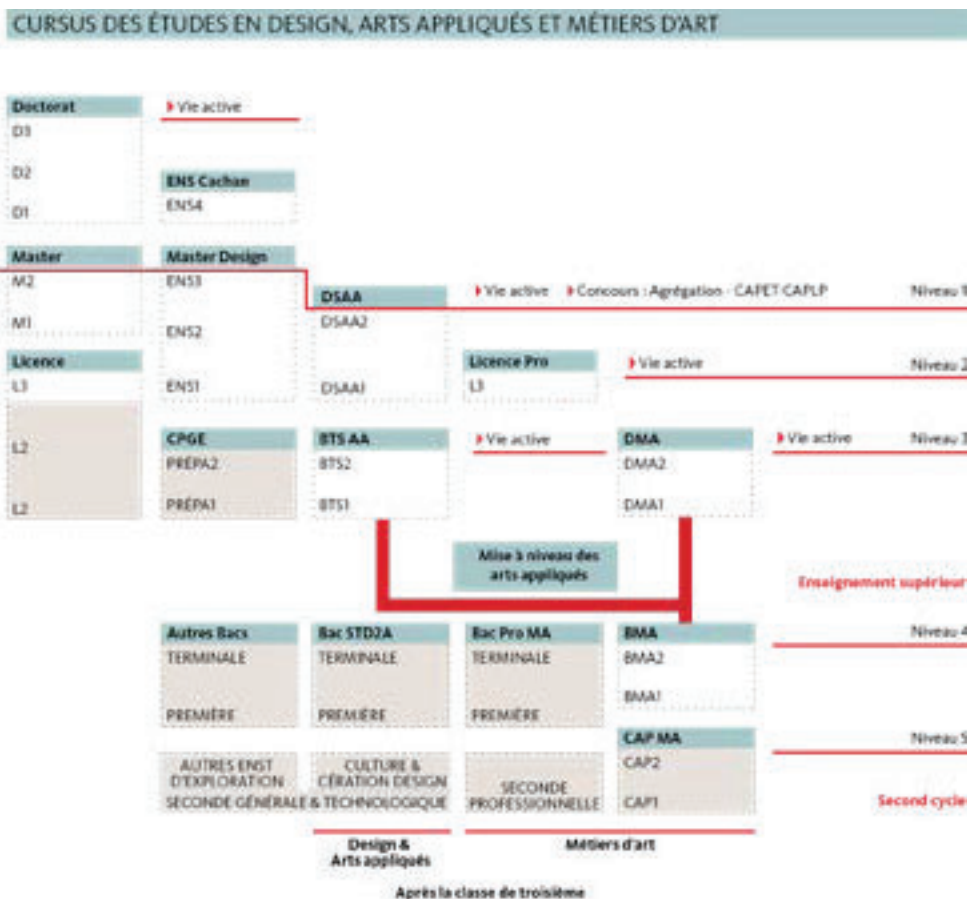 CURSUS DES ÉTUDES EN DESIGN, ARTS APPLIQUÉS ET MÉTIERS D'ART
Doctorat
D3
D2
D1
Vie active
ENS Cachan
ENS4
Master
M2
M1
Master Design
ENS3
ENS2
ENS1
DSAA
DSAA2
DSAA1
Vie active
Concours : Agrégation - CAPET CAPLP
Niveau 1
Licence
L3
L2
L2
Licence Pro
L3
Vie active
Niveau 2
CPGE
PRÉPA2
PRÉPA1
BTS AA
BTS2
BTS1
Vie active
DMA
DMA2
DMA1
Vie active
Niveau 3
Mise à niveau des
arts appliqués
Enseignement supérieur
Autres Bacs
TERMINALE
PREMIÈRE
Bac STD2A
TERMINALE
PREMIÈRE
Bac Pro MA
TERMINALE
PREMIÈRE
BMA
BMA2
BMA1
Niveau 4
CAP MA
CAP2
CAP1
Niveau 5
AUTRES ENST
D'EXPLORATION
CULTURE &
CÉRATION DESIGN
SECONDE GÉNÉRALE & TECHNOLOGIQUE
SECONDE
PROFESSIONNELLE
Second cycle
Design &
Arts appliqués
Métiers d'art
Après la classe de troisième